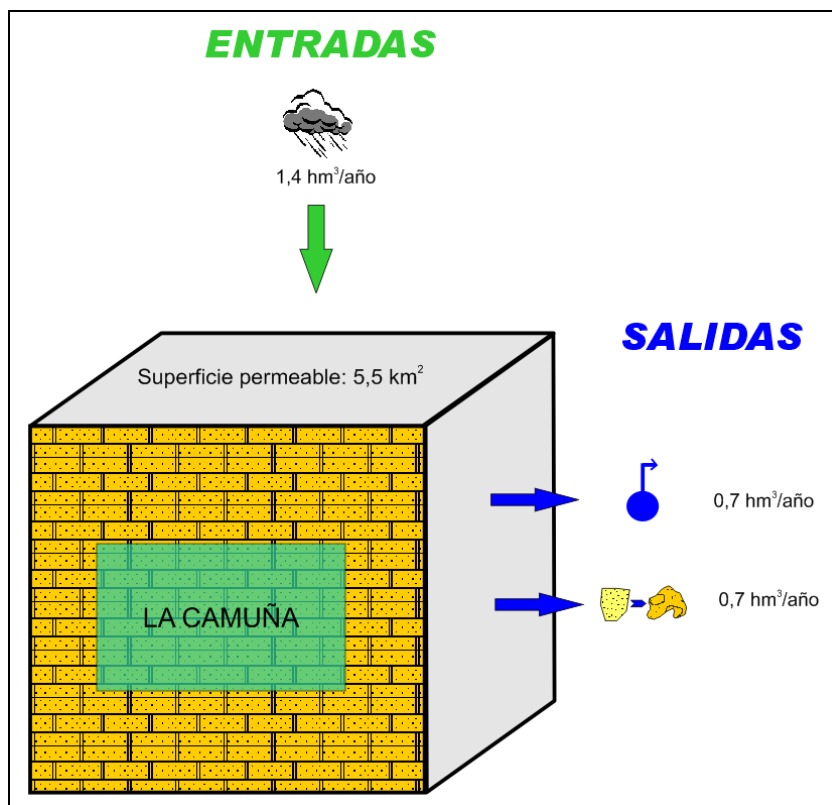 ENTRADAS
1,4 hm³/año
SALIDAS
Superficie permeable: 5,5 km²
0,7 hm³/año
0,7 hm³/año
LA CAMUÑA